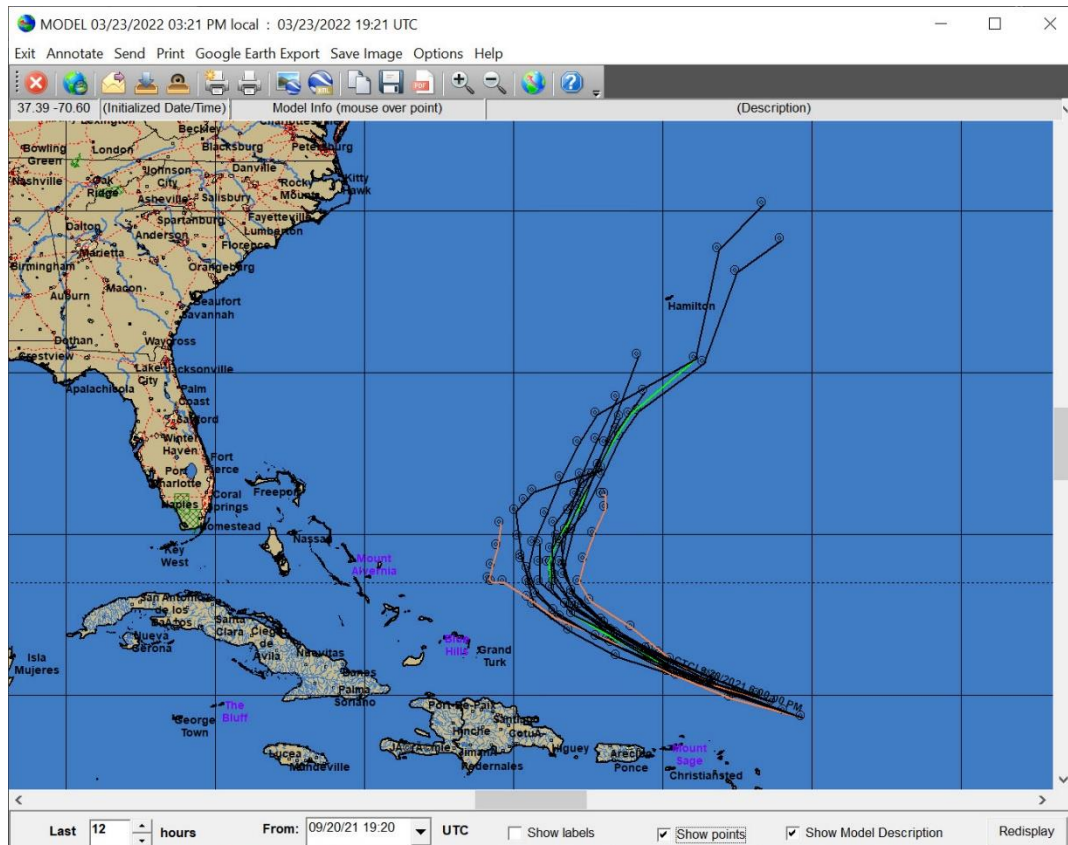 MODEL 03/23/2022 03:21 PM local : 03/23/2022 19:21 UTC
Exit Annotate Send Print Google Earth Export Save Image Options Help
37.39 -70.60 (Initialized Date/Time) Model Info (mouse over point) (Description)
Beckley
Bowling Green
London
Blacksburg
Petersburg
Nashville
Oak Ridge
Johnson City
Danville
Kitty Hawk
Asheville
Salisbury
Rocky Mount
Dalton
Spartanburg
Fayetteville
Anderson
Lumberton
Marietta
Florence
Birmingham
Orangeburg
Auburn
Macon
Beaufort
Savannah
Hamilton
Dothan
Waycross
Crestview
Lake City
Jacksonville
Apalachicola
Palm Coast
Sanford
Winter Haven
Fort Pierce
Port Charlotte
Coral Springs
Freeport
Naples
Homestead
Key West
Nassau
Mount Alvernia
San Antonio de los
Santa Clara
Ciego de Avila
Nueva Gerona
Nuevitas
Isla Mujeres
Blue Hills
Grand Turk
Banes
Palma Soriano
The Bluff
George Town
Port-De-Paix
Santiago
Hinche
Cotuí
Higuey
Arecibo
Ponce
Mount Sage
Lucea
Mandeville
Pedernales
Christiansted
Last 12 hours From: 09/20/21 19:20 UTC Show labels Show points Show Model Description Redisplay